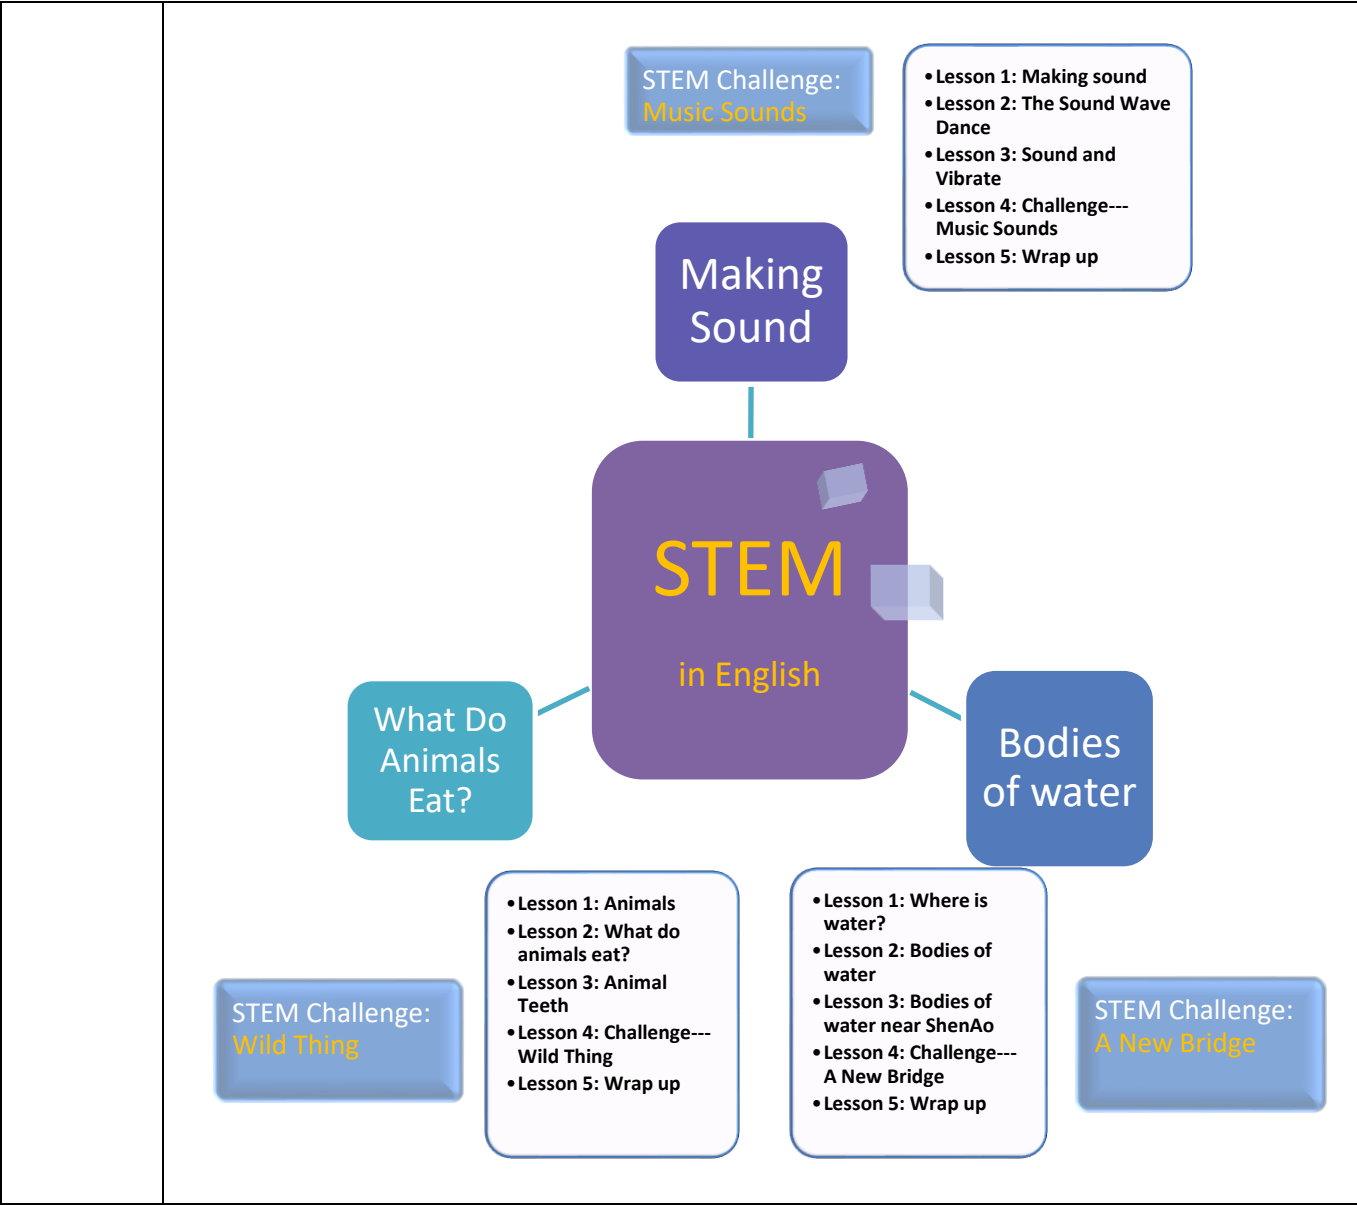 STEM Challenge:
Music Sounds
•Lesson 1: Making sound
•Lesson 2: The Sound Wave
Dance
•Lesson 3: Sound and
Vibrate
•Lesson 4: Challenge---
Music Sounds
•Lesson 5: Wrap up
Making
Sound
STEM
in English
What Do
Animals
Eat?
Bodies
of water
•Lesson 1: Animals
•Lesson 2: What do
animals eat?
•Lesson 3: Animal
Teeth
•Lesson 4: Challenge---
Wild Thing
•Lesson 5: Wrap up
STEM Challenge:
Wild Thing
•Lesson 1: Where is
water?
•Lesson 2: Bodies of
water
•Lesson 3: Bodies of
water near ShenAo
•Lesson 4: Challenge---
A New Bridge
•Lesson 5: Wrap up
STEM Challenge:
A New Bridge